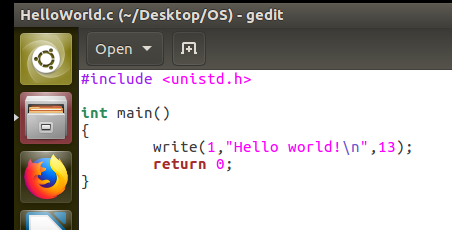 HelloWorld.c (~/Desktop/OS) - gedit
Open
#include <unistd.h>
int main()
{
        write(1,"Hello world!\n",13);
        return 0;
}